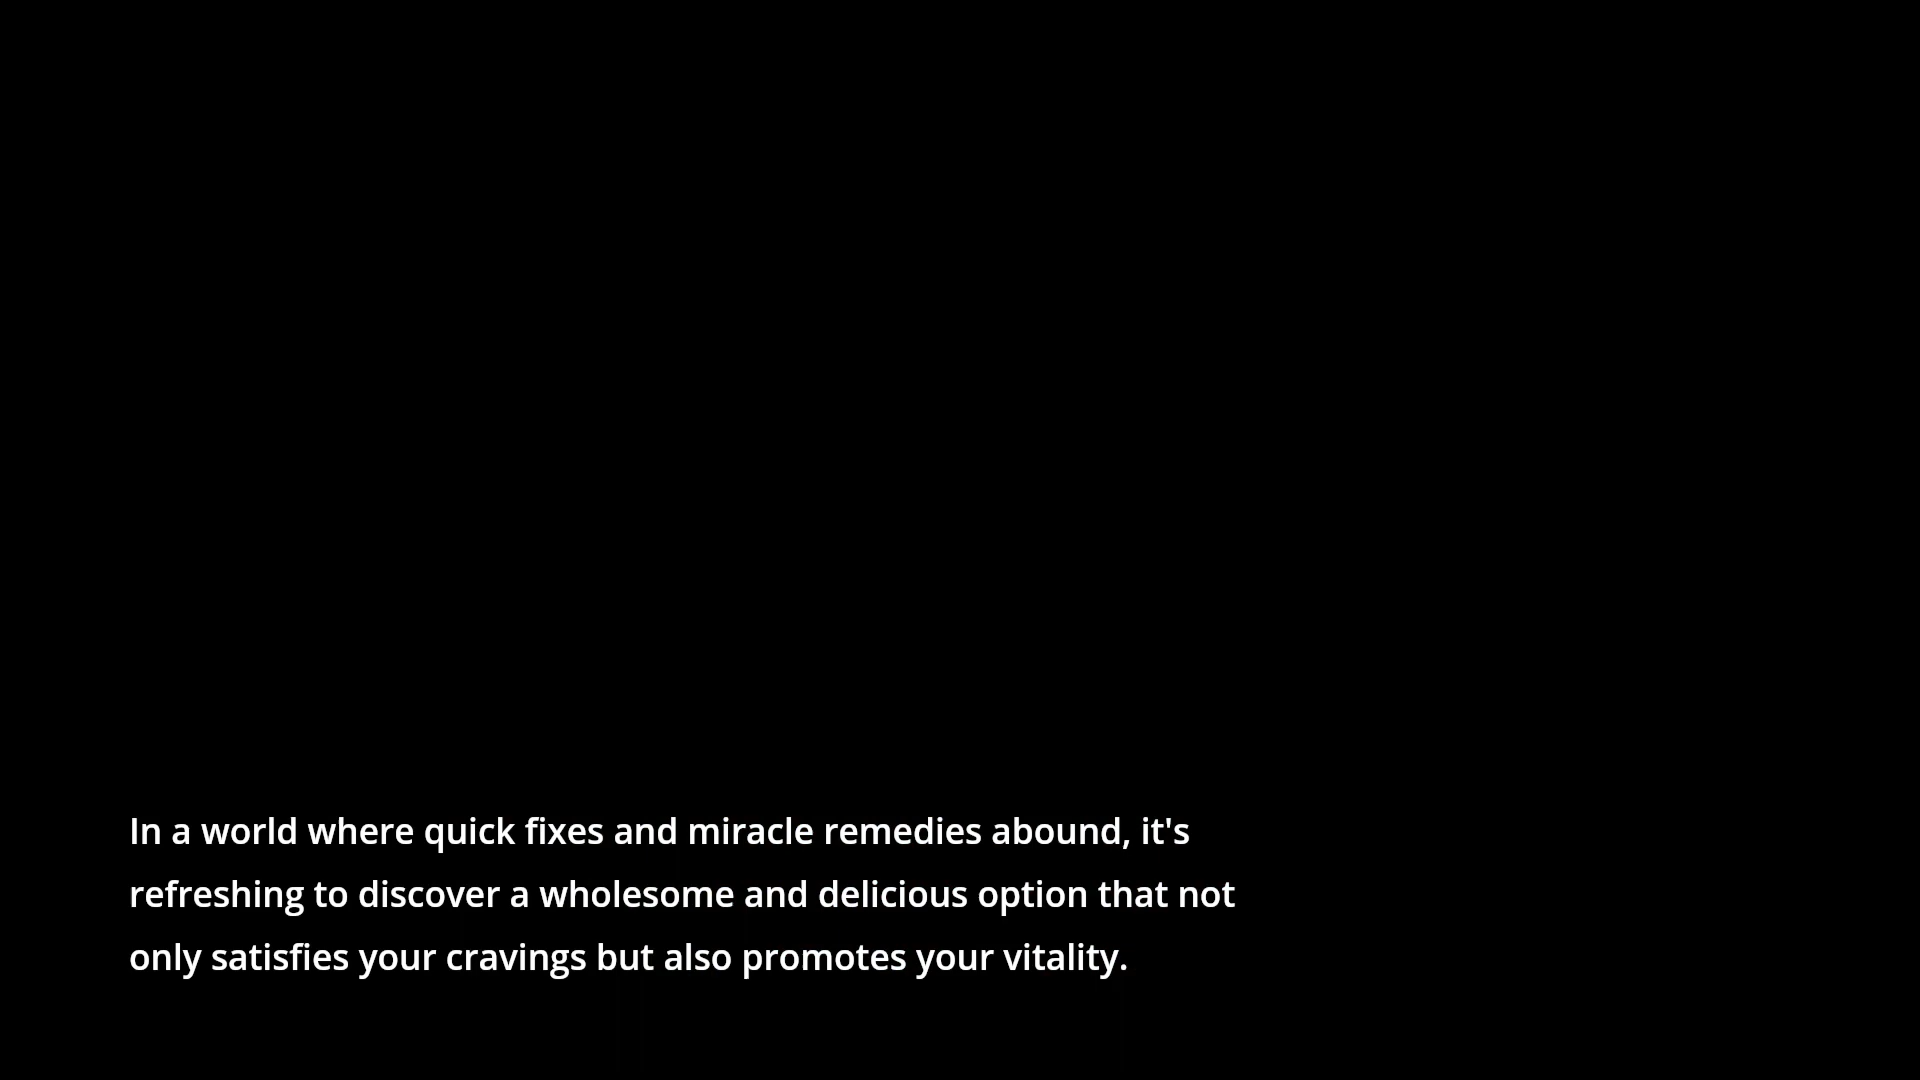 In a world where quick fixes and miracle remedies abound, it's
refreshing to discover a wholesome and delicious option that not
only satisfies your cravings but also promotes your vitality.